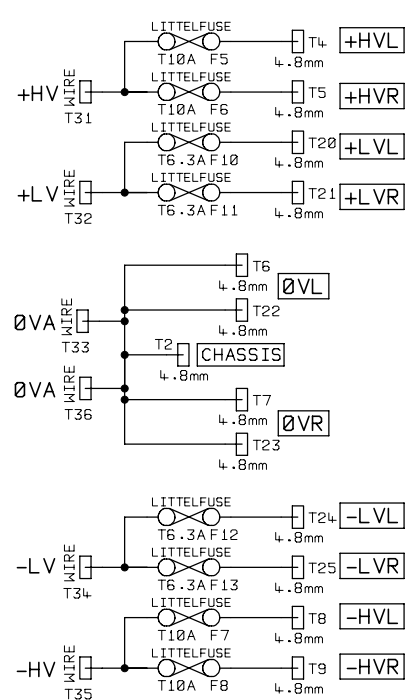 LITTELFUSE
T10A F5
T4
4.8mm
+HVL
+HV
WIRE
T31
LITTELFUSE
T10A F6
T5
4.8mm
+HVR
LITTELFUSE
T6.3A F10
T20
4.8mm
+LVL
+LV
WIRE
T32
LITTELFUSE
T6.3A F11
T21
4.8mm
+LVR
T6
4.8mm
0VL
T22
4.8mm
0VA
WIRE
T33
T2
4.8mm
CHASSIS
0VA
WIRE
T36
T7
4.8mm
0VR
T23
4.8mm
LITTELFUSE
T6.3A F12
T24
4.8mm
-LVL
-LV
WIRE
T34
LITTELFUSE
T6.3A F13
T25
4.8mm
-LVR
LITTELFUSE
T10A F7
T8
4.8mm
-HVL
-HV
WIRE
T35
LITTELFUSE
T10A F8
T9
4.8mm
-HVR